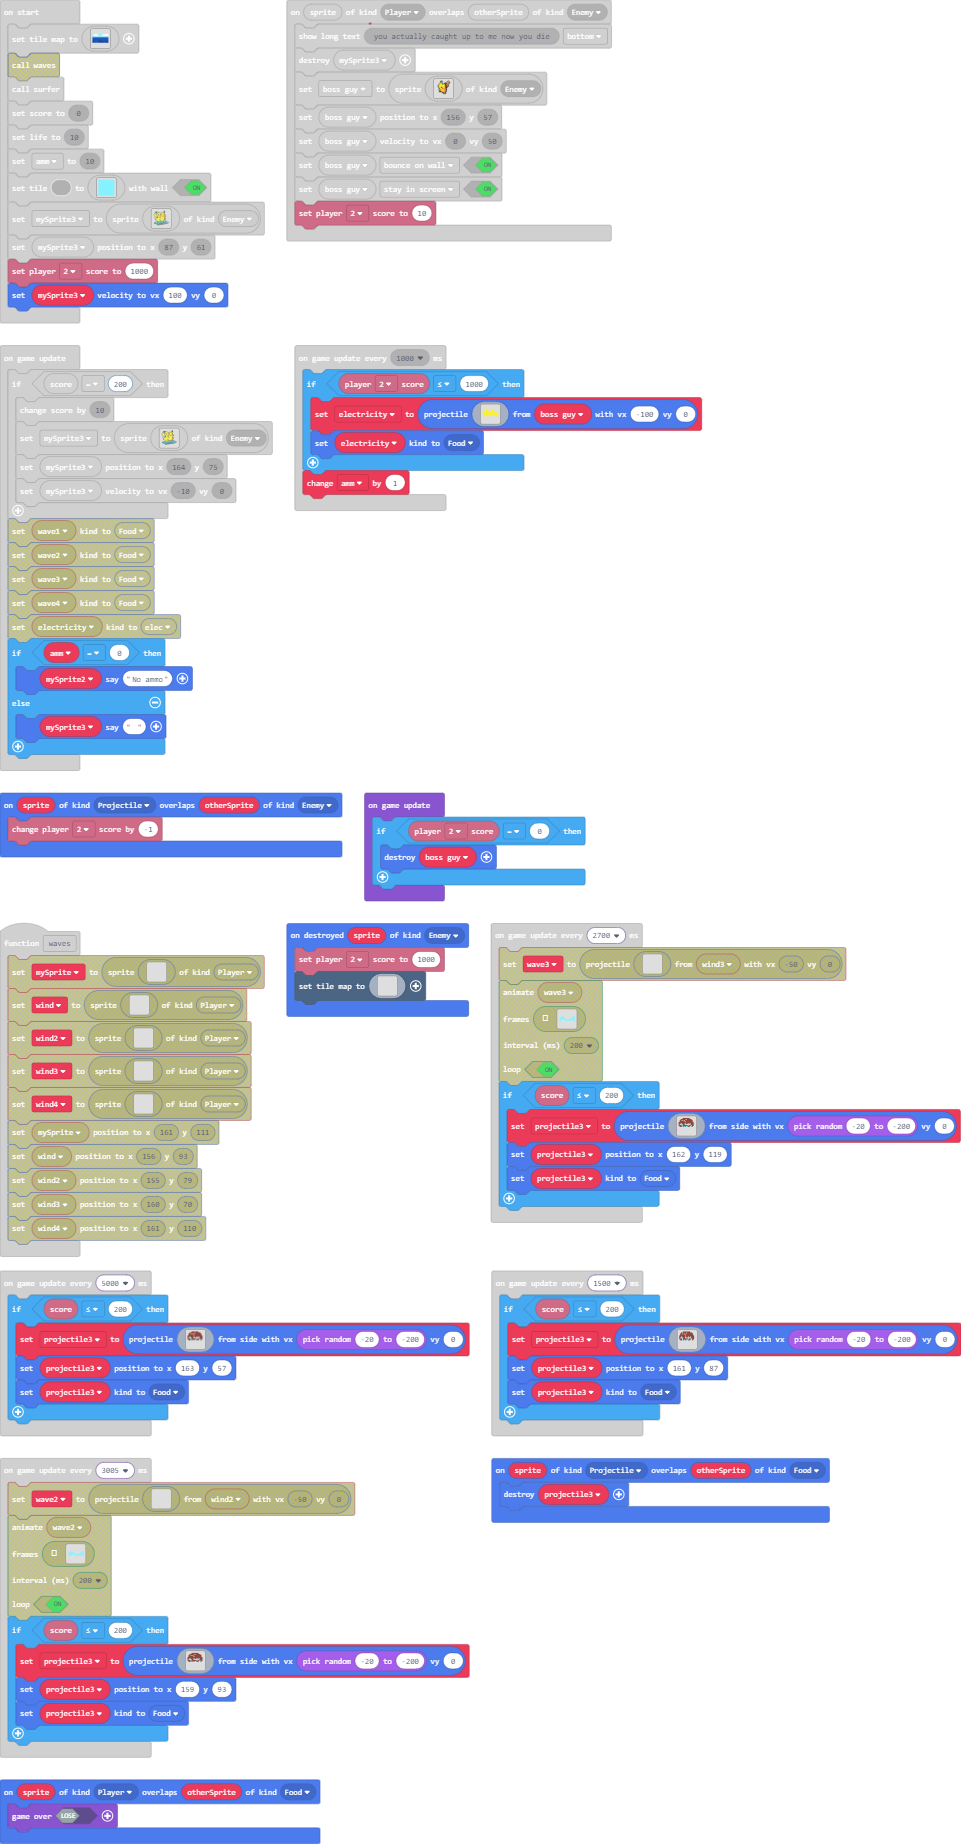 on start
set tile map to
call waves
call surfer
set score to 0
set life to 10
set amm to 10
set tile to with wall ON
set mySprite3 to sprite of kind Enemy
set mySprite3 position to x 87 y 61
set player 2 score to 1000
set mySprite3 velocity to vx 100 vy 0
on sprite of kind Player overlaps otherSprite of kind Enemy
show long text you actually caught up to me now you die bottom
destroy mySprite3
set boss guy to sprite of kind Enemy
set boss guy position to x 156 y 57
set boss guy velocity to vx 0 vy 50
set boss guy bounce on wall ON
set boss guy stay in screen ON
set player 2 score to 10
on game update
if score = 200 then
change score by 10
set mySprite3 to sprite of kind Enemy
set mySprite3 position to x 164 y 75
set mySprite3 velocity to vx -10 vy 0
set wave1 kind to Food
set wave2 kind to Food
set wave3 kind to Food
set wave4 kind to Food
set electricity kind to elec
if amm = 0 then
mySprite2 say "No ammo"
else
mySprite3 say " "
on game update every 1000 ms
if player 2 score ≤ 1000 then
set electricity to projectile from boss guy with vx -100 vy 0
set electricity kind to Food
change amm by 1
on sprite of kind Projectile overlaps otherSprite of kind Enemy
change player 2 score by -1
on game update
if player 2 score = 0 then
destroy boss guy
function waves
set mySprite to sprite of kind Player
set wind to sprite of kind Player
set wind2 to sprite of kind Player
set wind3 to sprite of kind Player
set wind4 to sprite of kind Player
set mySprite position to x 161 y 111
set wind position to x 156 y 93
set wind2 position to x 155 y 79
set wind3 position to x 160 y 70
set wind4 position to x 161 y 110
on destroyed sprite of kind Enemy
set player 2 score to 1000
set tile map to
on game update every 2700 ms
set wave3 to projectile from wind3 with vx -50 vy 0
animate wave3
frames
interval (ms) 200
loop ON
if score ≤ 200 then
set projectile3 to projectile from side with vx pick random -20 to -200 vy 0
set projectile3 position to x 162 y 119
set projectile3 kind to Food
on game update every 5000 ms
if score ≤ 200 then
set projectile3 to projectile from side with vx pick random -20 to -200 vy 0
set projectile3 position to x 163 y 57
set projectile3 kind to Food
on game update every 1500 ms
if score ≤ 200 then
set projectile3 to projectile from side with vx pick random -20 to -200 vy 0
set projectile3 position to x 161 y 87
set projectile3 kind to Food
on game update every 3005 ms
set wave2 to projectile from wind2 with vx -50 vy 0
animate wave2
frames
interval (ms) 200
loop ON
if score ≤ 200 then
set projectile3 to projectile from side with vx pick random -20 to -200 vy 0
set projectile3 position to x 159 y 93
set projectile3 kind to Food
on sprite of kind Projectile overlaps otherSprite of kind Food
destroy projectile3
on sprite of kind Player overlaps otherSprite of kind Food
game over LOSE